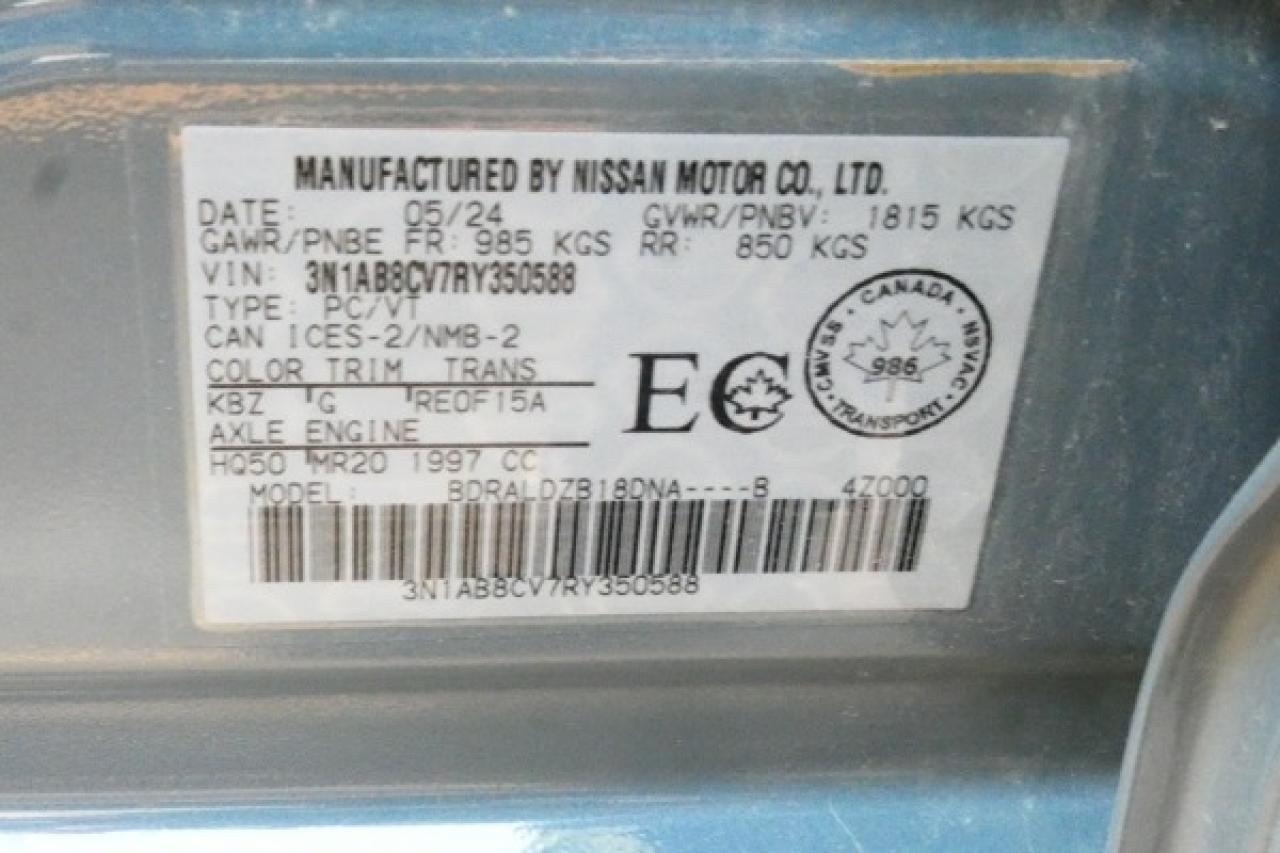 MANUFACTURED BY NISSAN MOTOR CO., LTD.
DATE: 05/24 GVWR/PNBV: 1815 KGS
GAWR/PNBE FR: 985 KGS RR: 850 KGS
VIN: 3N1AB8CV7RY350588
TYPE: PC/VT
CAN ICES-2/NMB-2
COLOR TRIM TRANS
KBZ G RE0F15A
AXLE ENGINE
HQ50 MR20 1997 CC
EC
CANADA
CMVSS · NSVAC
986
TRANSPORT
MODEL: BDRALDZB18DNA----B 4Z000
3N1AB8CV7RY350588